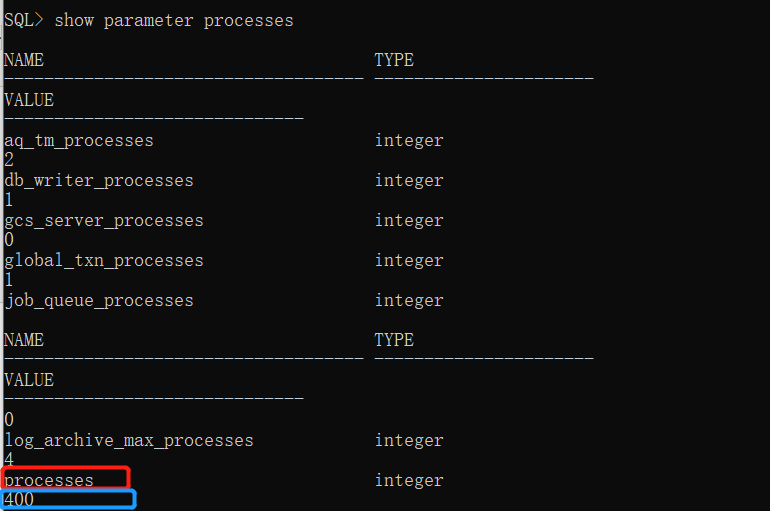 SQL> show parameter processes
NAME                                 TYPE
------------------------------------ ----------------------
VALUE
------------------------------
aq_tm_processes                      integer
2
db_writer_processes                  integer
1
gcs_server_processes                 integer
0
global_txn_processes                 integer
1
job_queue_processes                  integer
NAME                                 TYPE
------------------------------------ ----------------------
VALUE
------------------------------
0
log_archive_max_processes            integer
4
processes                            integer
400